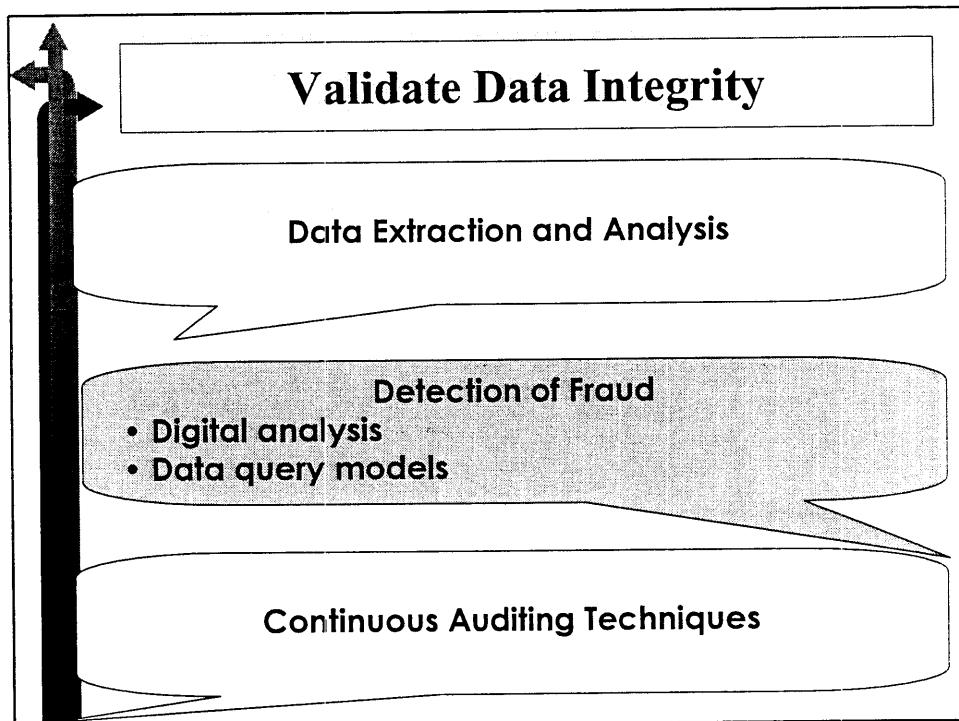 Validate Data Integrity
Data Extraction and Analysis
Detection of Fraud
• Digital analysis
• Data query models
Continuous Auditing Techniques